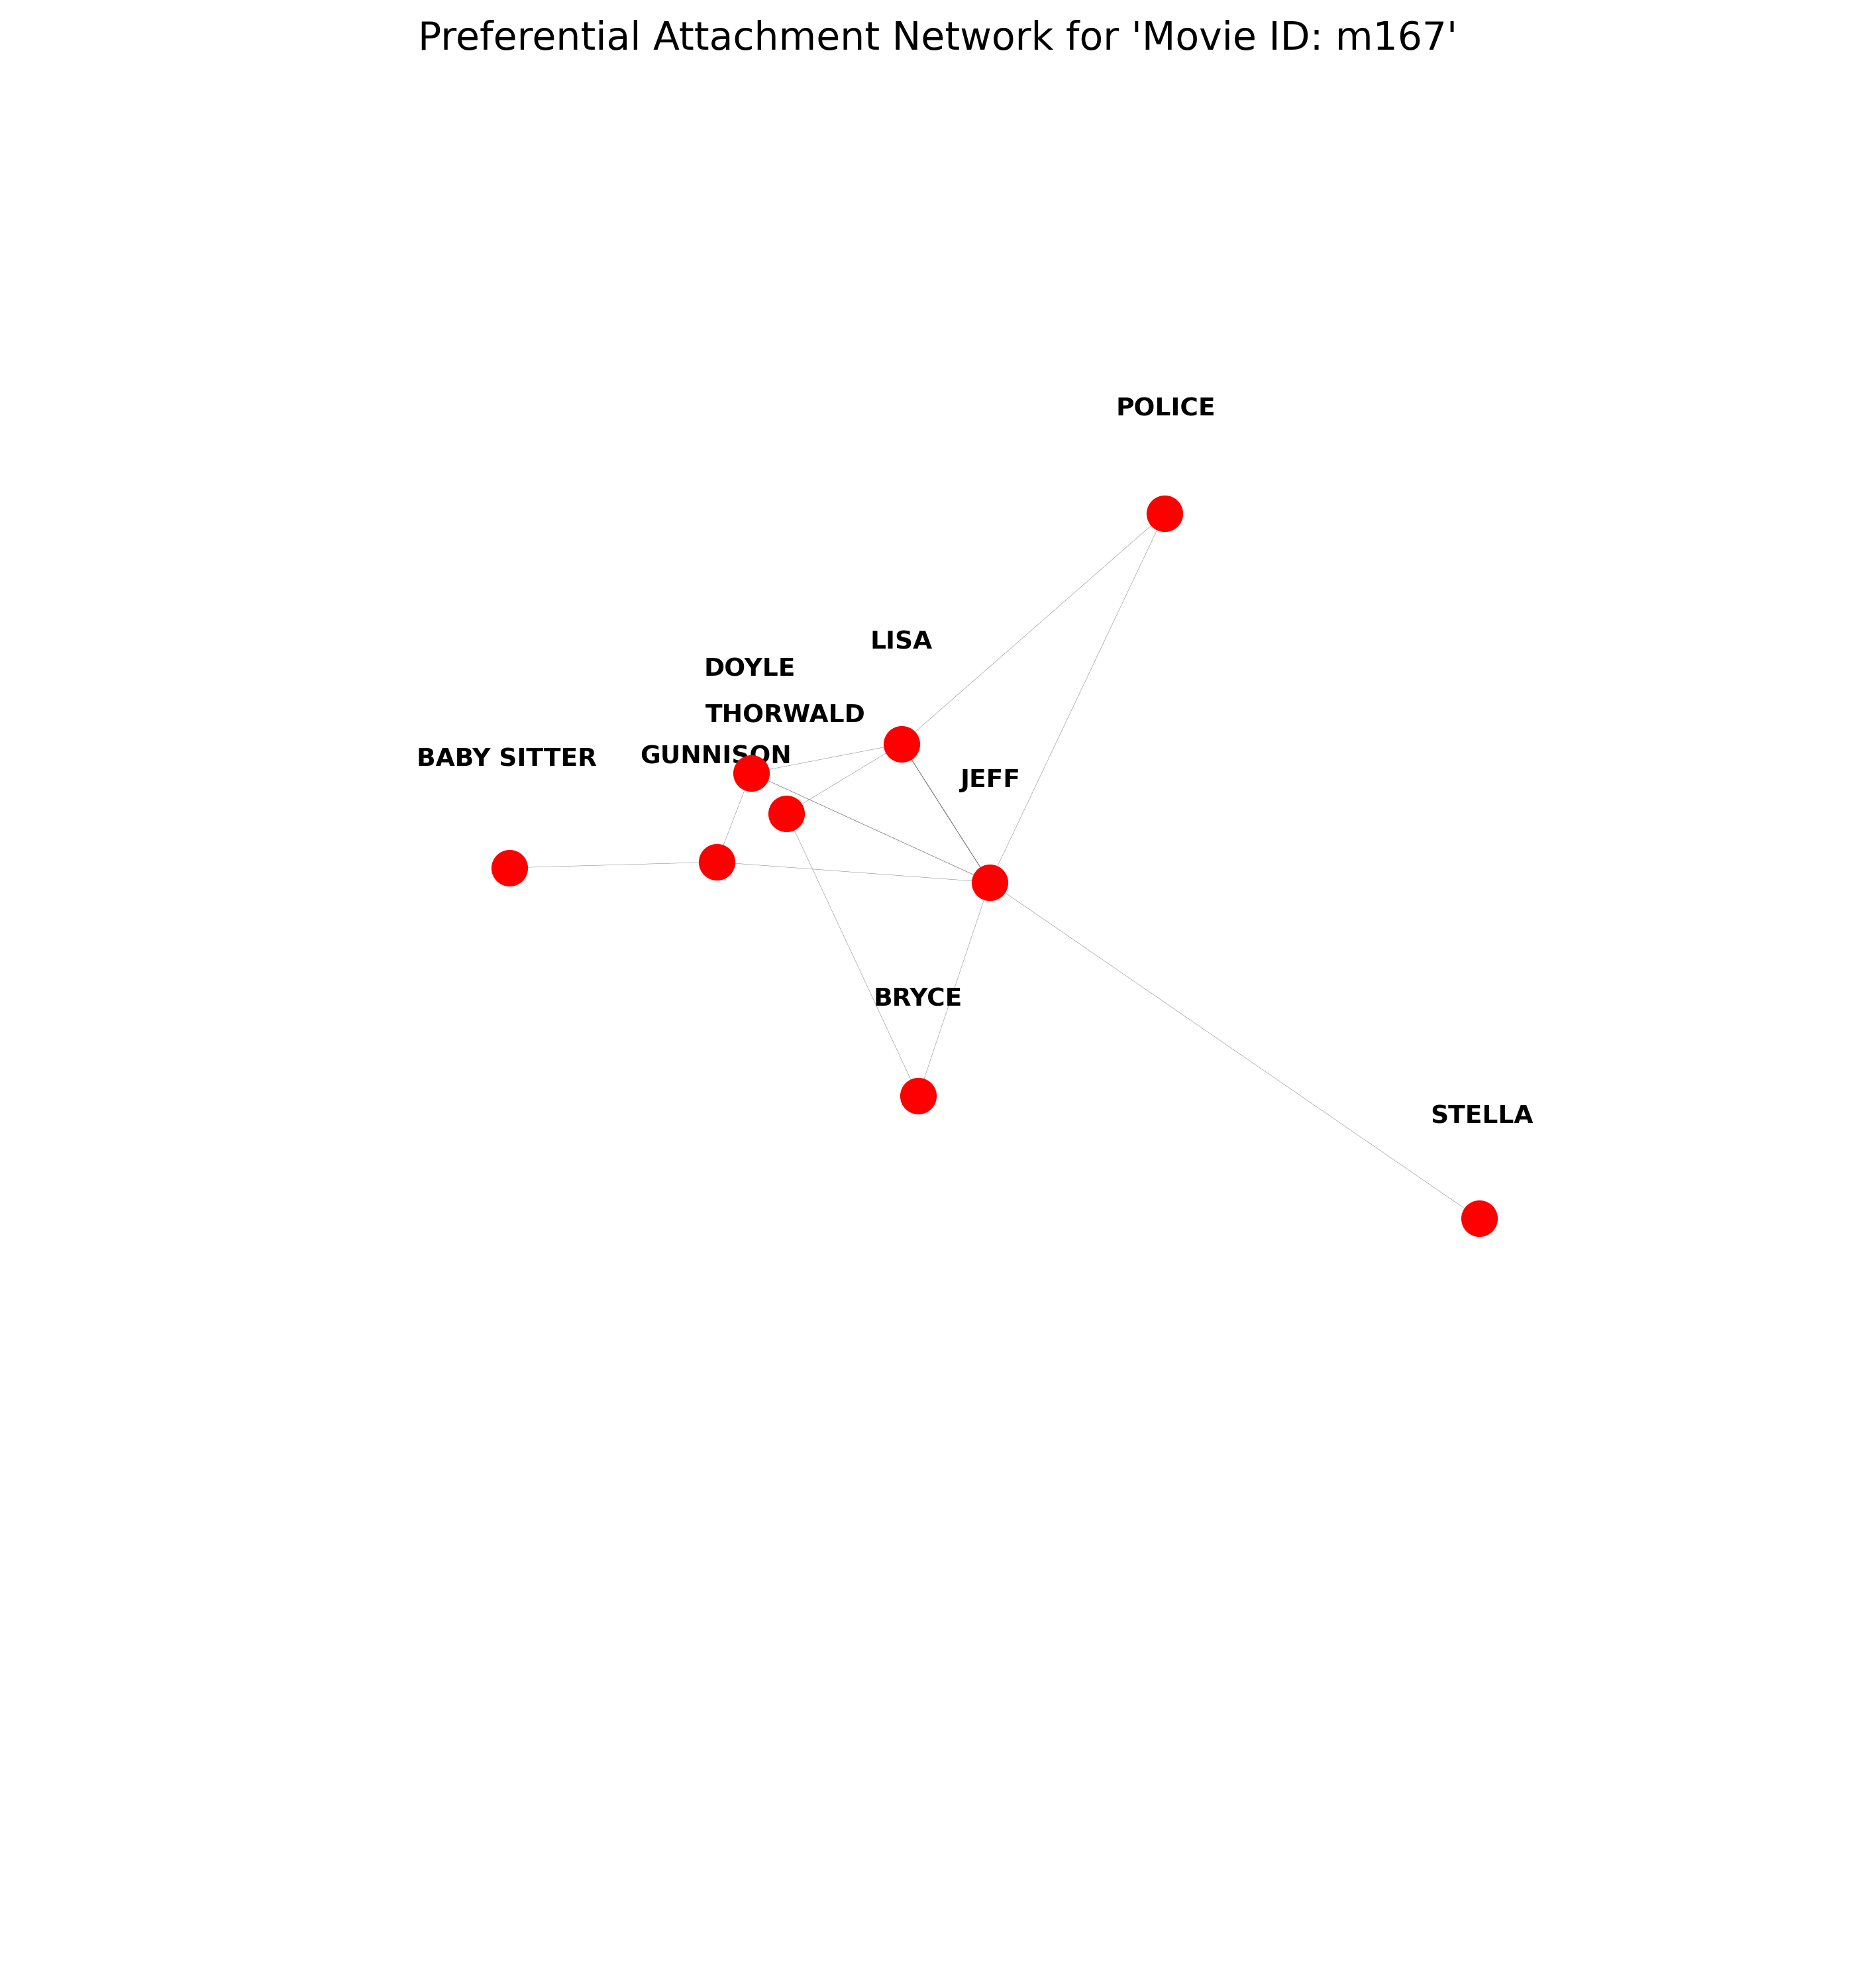 Preferential Attachment Network for 'Movie ID: m167'
POLICE
LISA
DOYLE
THORWALD
GUNNISON
BABY SITTER
JEFF
BRYCE
STELLA